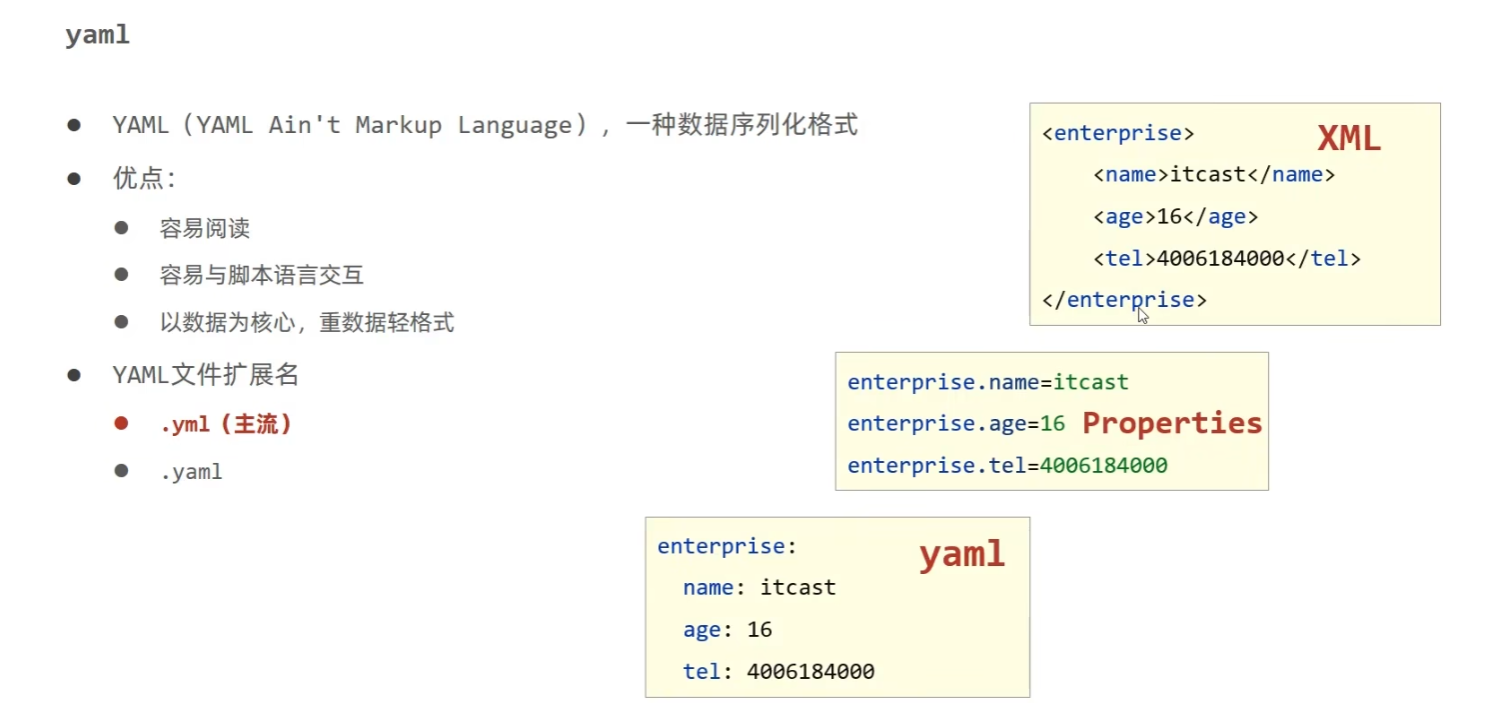 yaml
YAML（YAML Ain't Markup Language），一种数据序列化格式
优点：
容易阅读
容易与脚本语言交互
以数据为核心，重数据轻格式
YAML文件扩展名
.yml（主流）
.yaml
XML
<enterprise>
<name>itcast</name>
<age>16</age>
<tel>4006184000</tel>
</enterprise>
enterprise.name=itcast
enterprise.age=16 Properties
enterprise.tel=4006184000
enterprise:
yaml
name: itcast
age: 16
tel: 4006184000